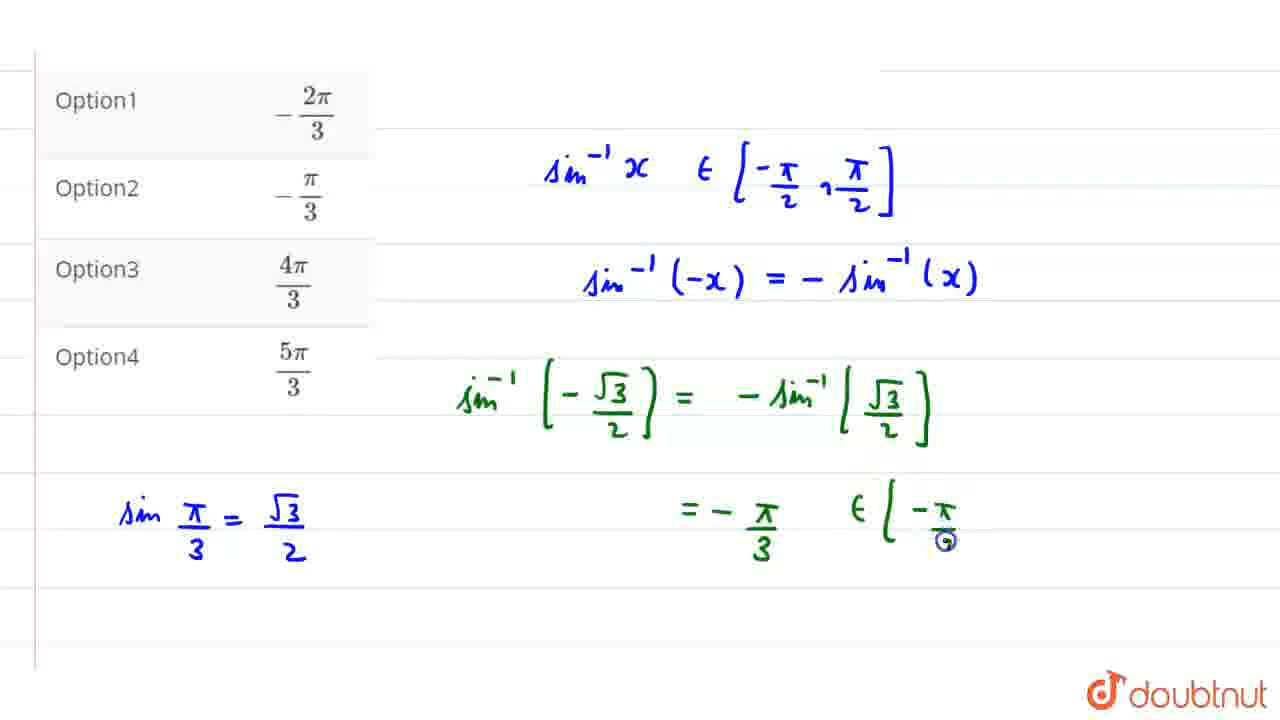 Option1 -2π/3
Option2 -π/3
Option3 4π/3
Option4 5π/3
sin⁻¹ x ∈ [-π/2, π/2]
sin⁻¹ (-x) = - sin⁻¹ (x)
sin⁻¹ [-√3/2] = - sin⁻¹ [√3/2]
sin π/3 = √3/2
= - π/3 ∈ [-π/
doubtnut